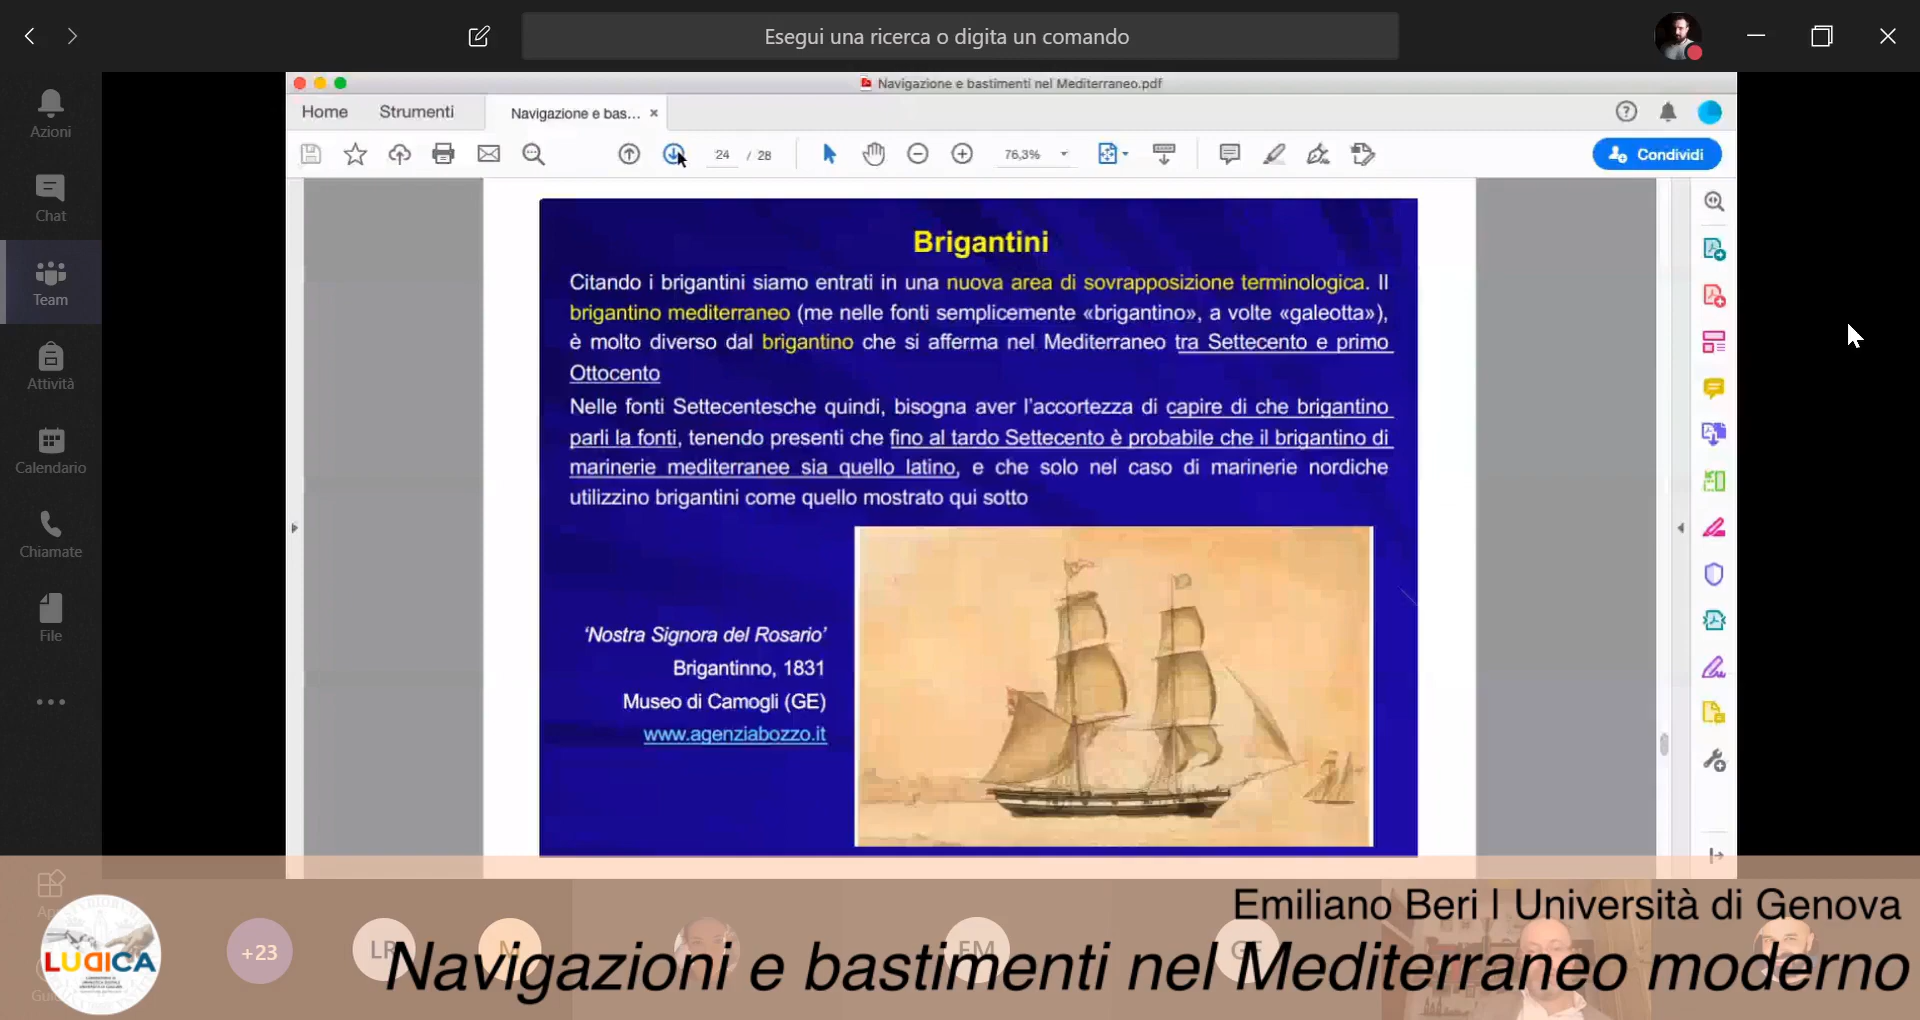 Esegui una ricerca o digita un comando
Navigazione e bastimenti nel Mediterraneo.pdf
Home Strumenti Navigazione e bas... ×
24 / 28 76,3% Condividi
Azioni
Chat
Team
Attività
Calendario
Chiamate
File
Brigantini
Citando i brigantini siamo entrati in una nuova area di sovrapposizione terminologica. Il
brigantino mediterraneo (me nelle fonti semplicemente «brigantino», a volte «galeotta»),
è molto diverso dal brigantino che si afferma nel Mediterraneo tra Settecento e primo
Ottocento
Nelle fonti Settecentesche quindi, bisogna aver l'accortezza di capire di che brigantino
parli la fonti, tenendo presenti che fino al tardo Settecento è probabile che il brigantino di
marinerie mediterranee sia quello latino, e che solo nel caso di marinerie nordiche
utilizzino brigantini come quello mostrato qui sotto
'Nostra Signora del Rosario'
Brigantinno, 1831
Museo di Camogli (GE)
www.agenziabozzo.it
Emiliano Beri | Università di Genova
Navigazioni e bastimenti nel Mediterraneo moderno
LUDICA
+23
LR
M
EM